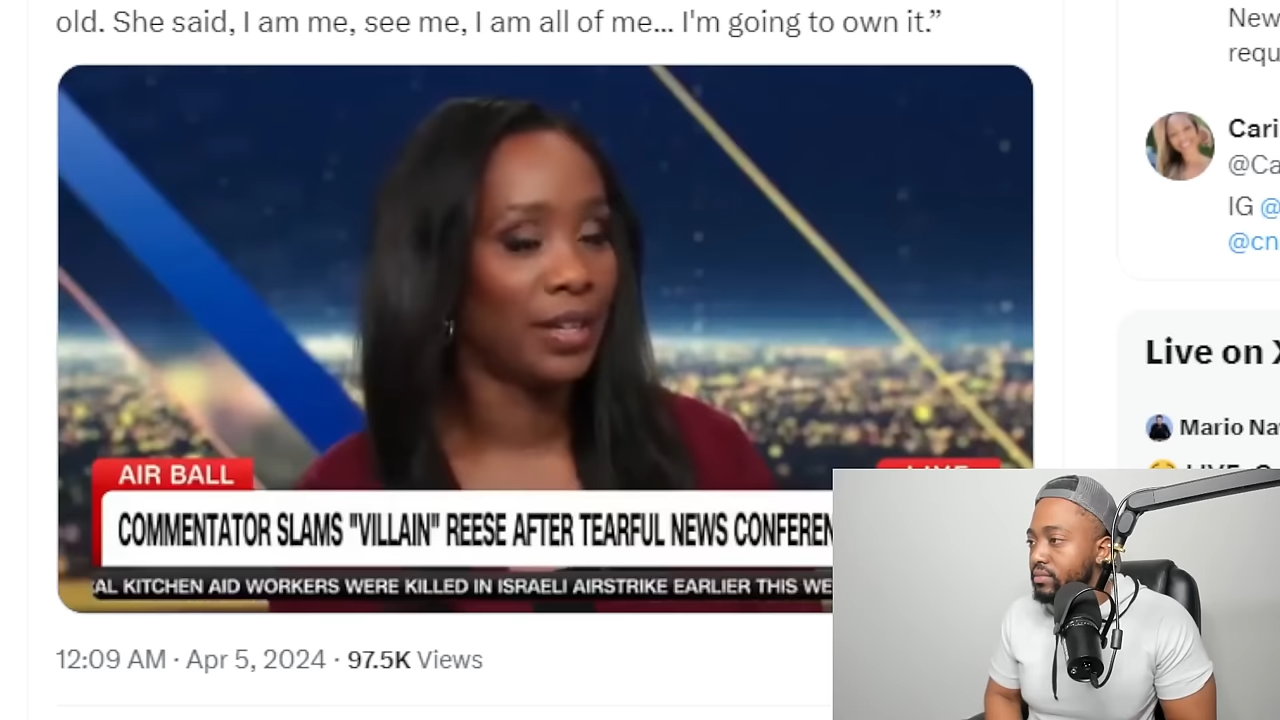 old. She said, I am me, see me, I am all of me... I'm going to own it.”
AIR BALL
LIVE
COMMENTATOR SLAMS "VILLAIN" REESE AFTER TEARFUL NEWS CONFEREN
AL KITCHEN AID WORKERS WERE KILLED IN ISRAELI AIRSTRIKE EARLIER THIS WE
12:09 AM · Apr 5, 2024 · 97.5K Views
New
requ
Cari
@Ca
IG @
@cn
Live on X
Mario Na